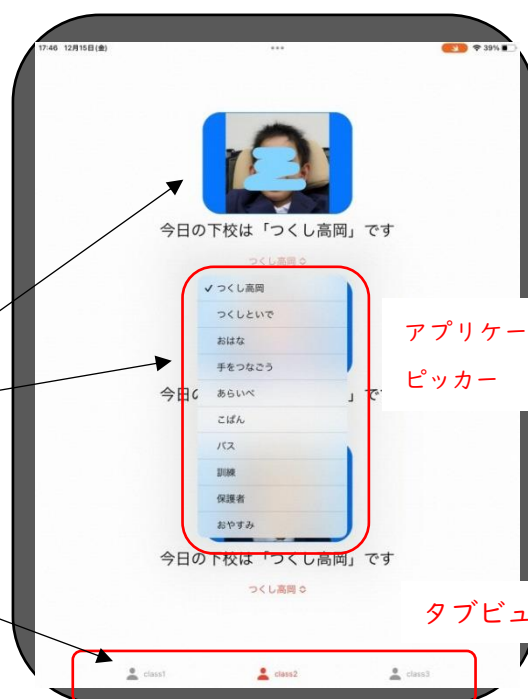 17:46 12月15日(金)
39%
今日の下校は「つくし高岡」です
つくし高岡
✓ つくし高岡
つくしといで
おはな
手をつなごう
今日の
あらいべ
」で
こぱん
バス
訓練
保護者
おやすみ
アプリケー
ピッカー
今日の下校は「つくし高岡」です
つくし高岡
タブビュ
class1
class2
class3